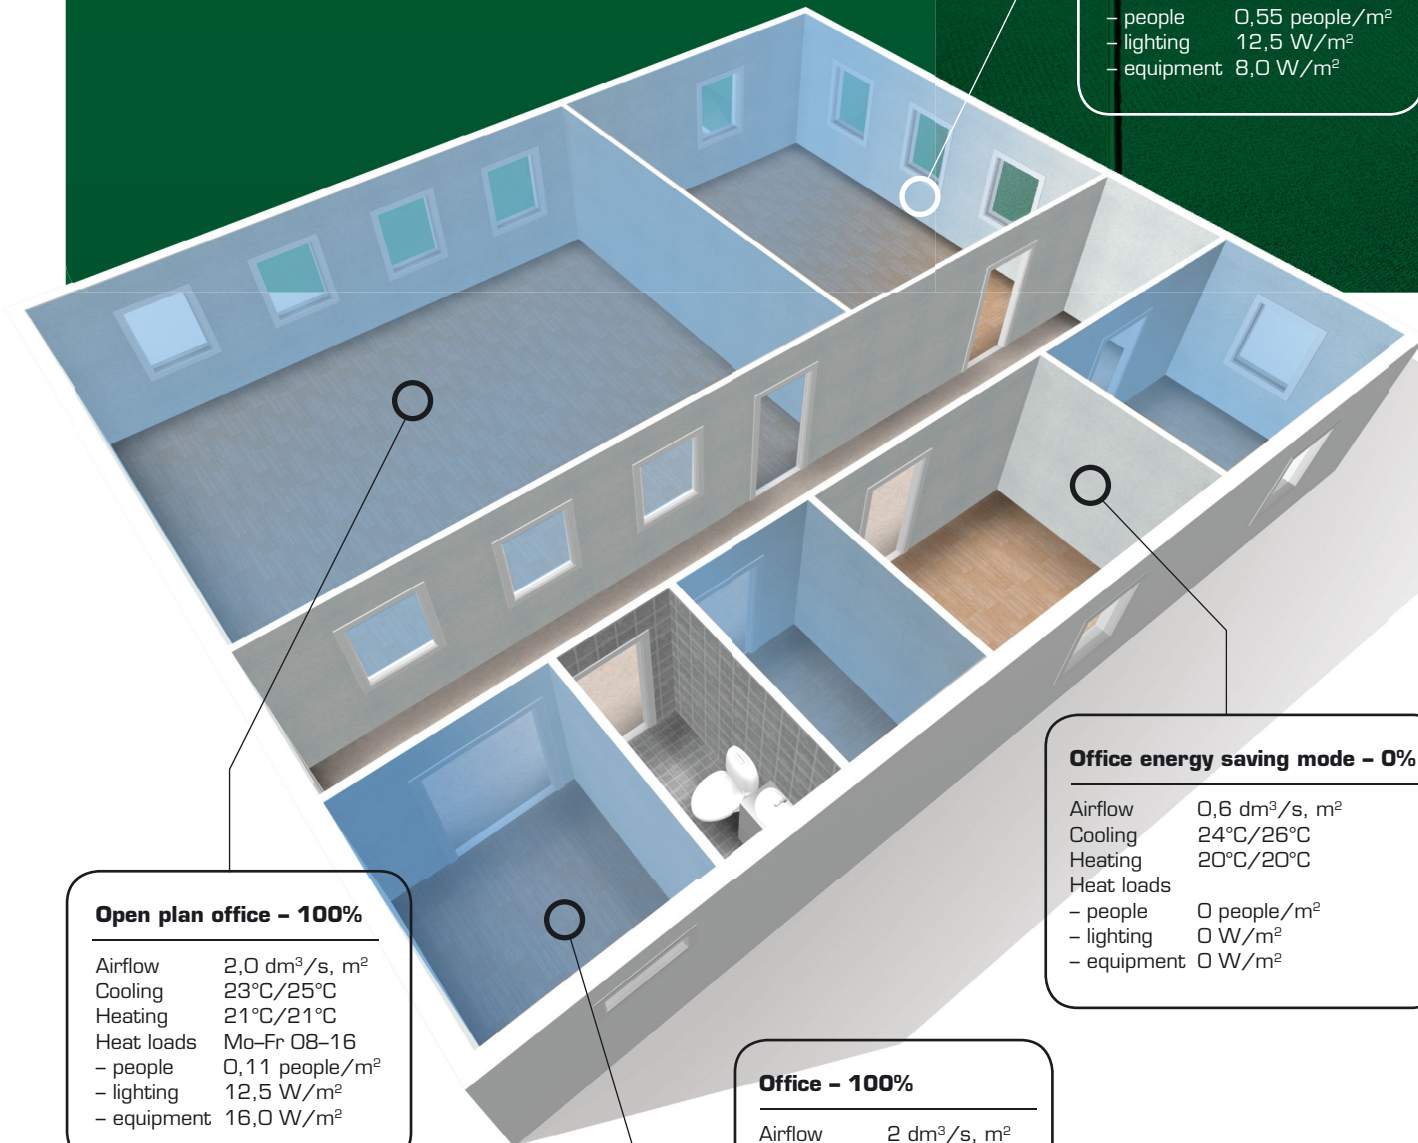 – people 0,55 people/m²
– lighting 12,5 W/m²
– equipment 8,0 W/m²
Office energy saving mode – 0%
Airflow 0,6 dm³/s, m²
Cooling 24°C/26°C
Heating 20°C/20°C
Heat loads
– people 0 people/m²
– lighting 0 W/m²
– equipment 0 W/m²
Open plan office – 100%
Airflow 2,0 dm³/s, m²
Cooling 23°C/25°C
Heating 21°C/21°C
Heat loads Mo–Fr 08–16
– people 0,11 people/m²
– lighting 12,5 W/m²
– equipment 16,0 W/m²
Office – 100%
Airflow 2 dm³/s, m²